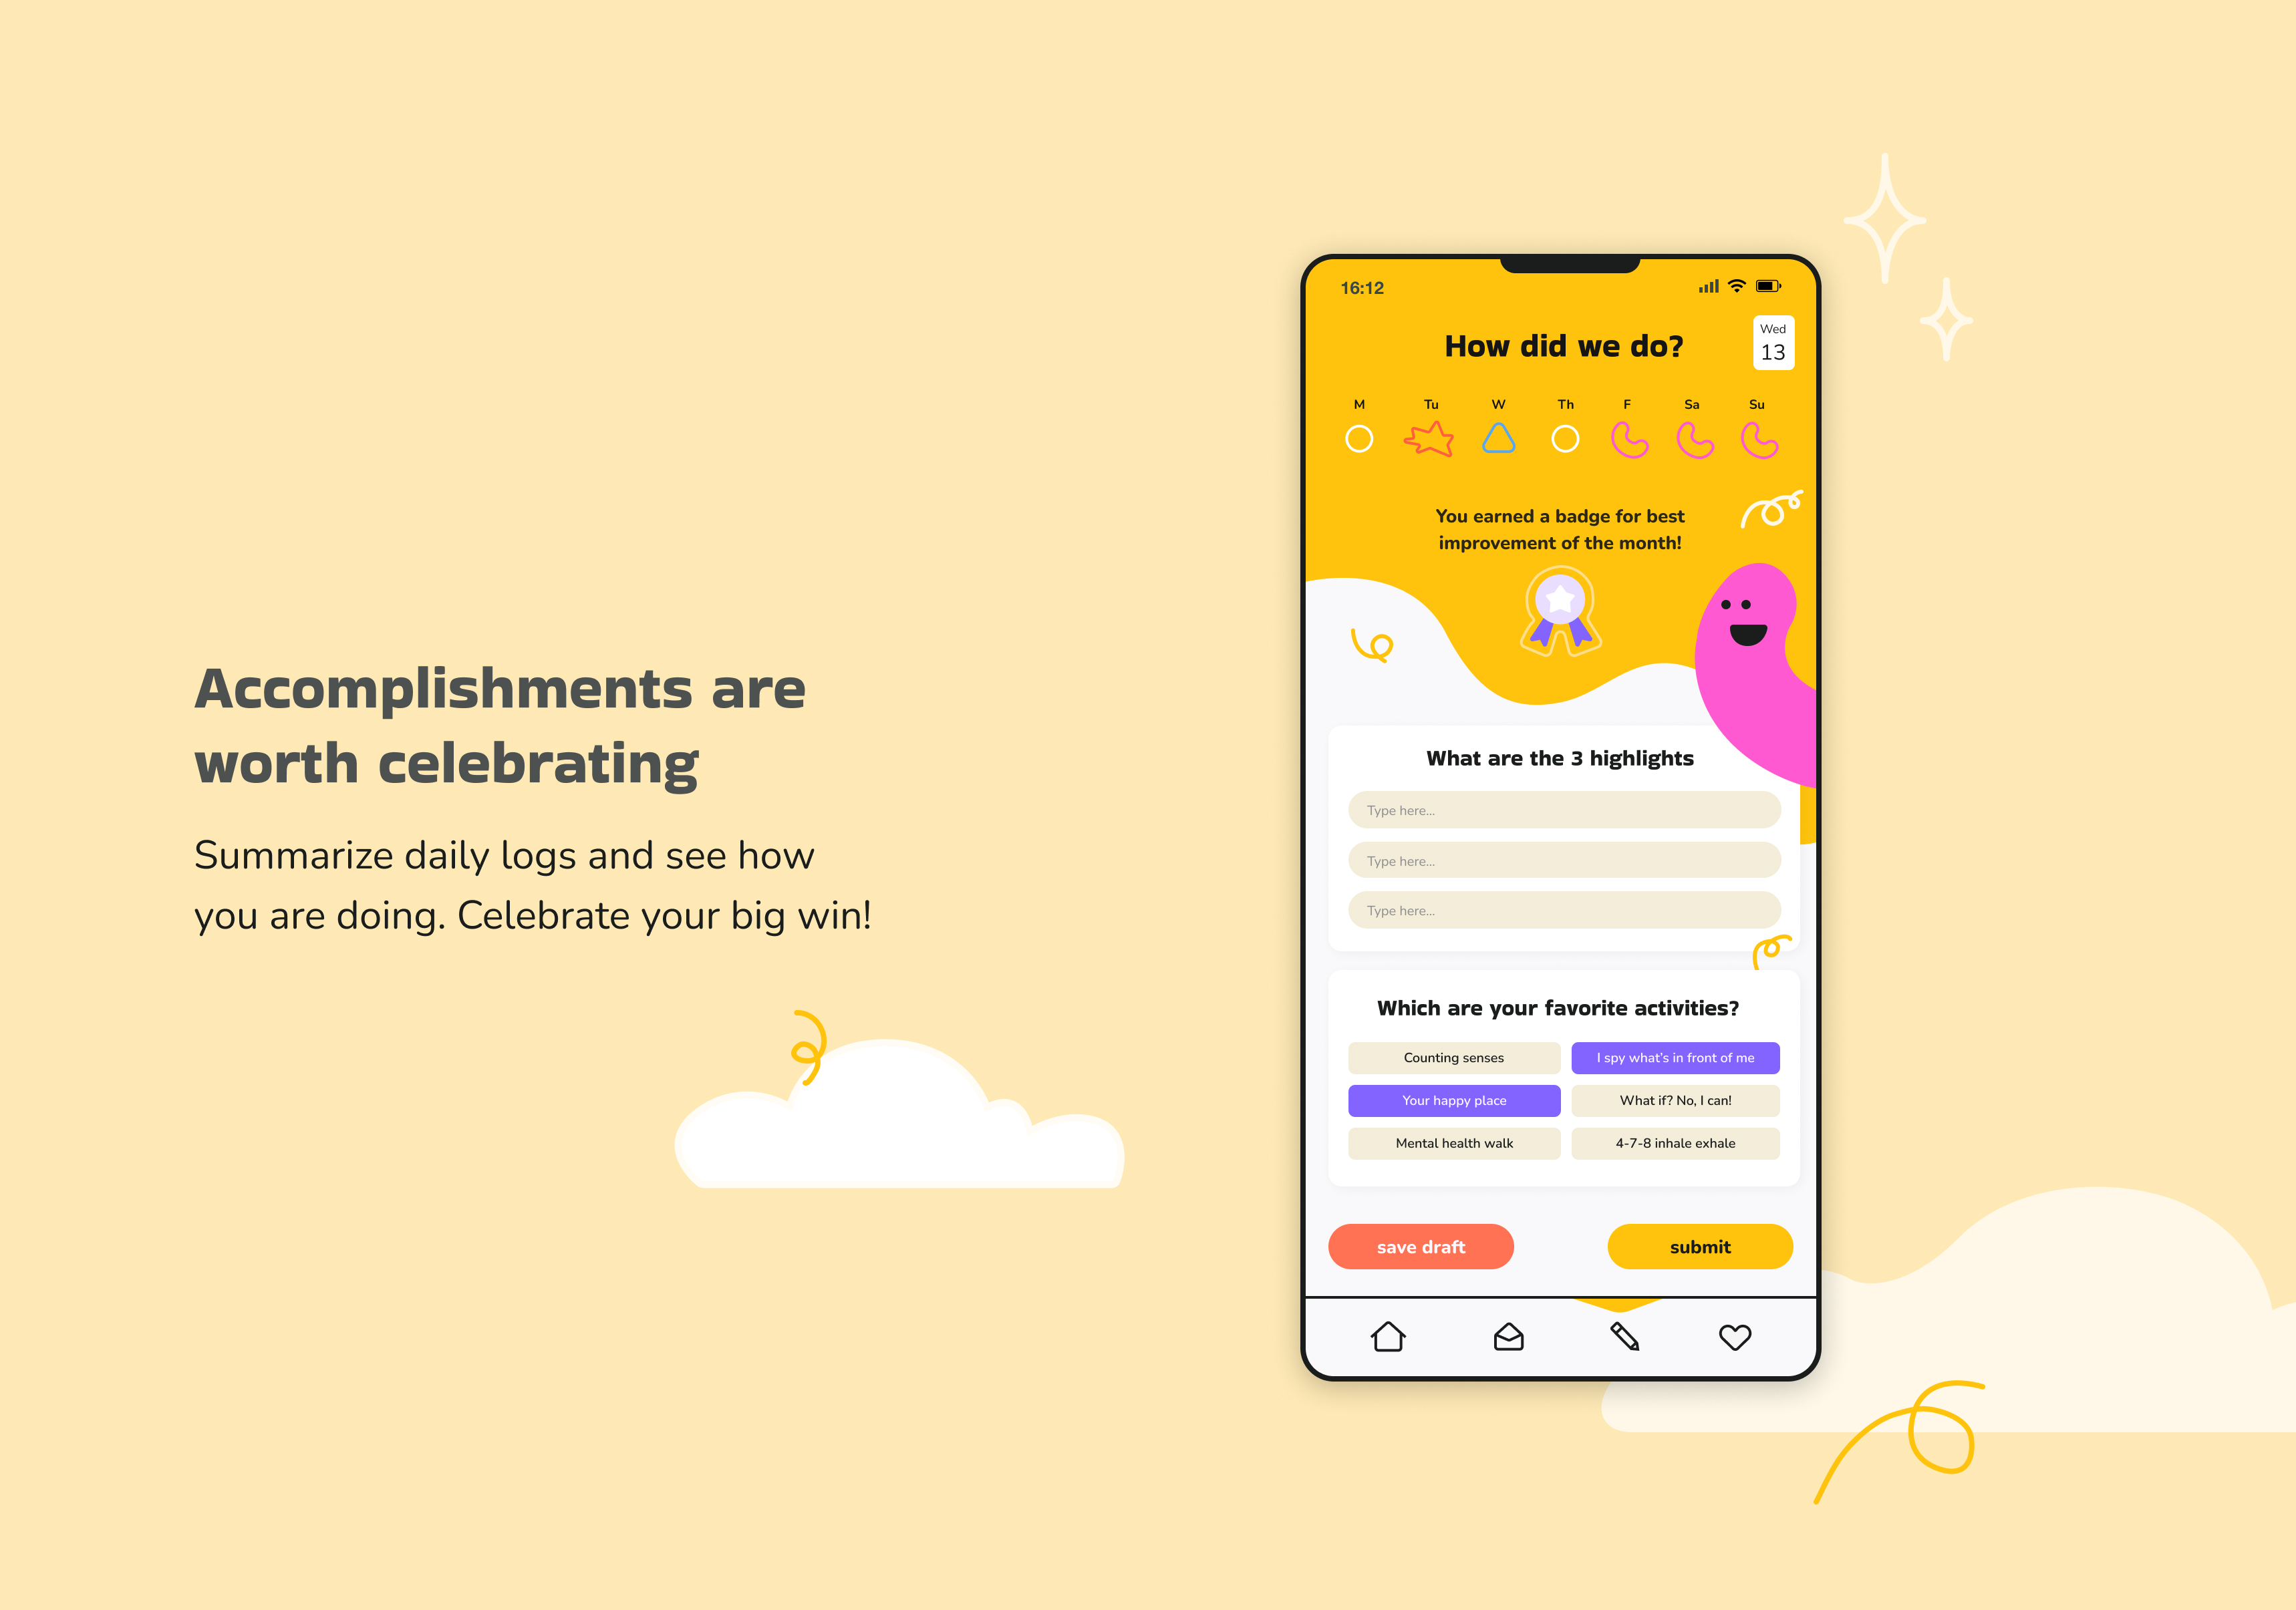 Accomplishments are
worth celebrating
Summarize daily logs and see how
you are doing. Celebrate your big win!
16:12
How did we do?
Wed
13
M Tu W Th F Sa Su
You earned a badge for best
improvement of the month!
What are the 3 highlights
Type here...
Type here...
Type here...
Which are your favorite activities?
Counting senses
I spy what's in front of me
Your happy place
What if? No, I can!
Mental health walk
4-7-8 inhale exhale
save draft
submit